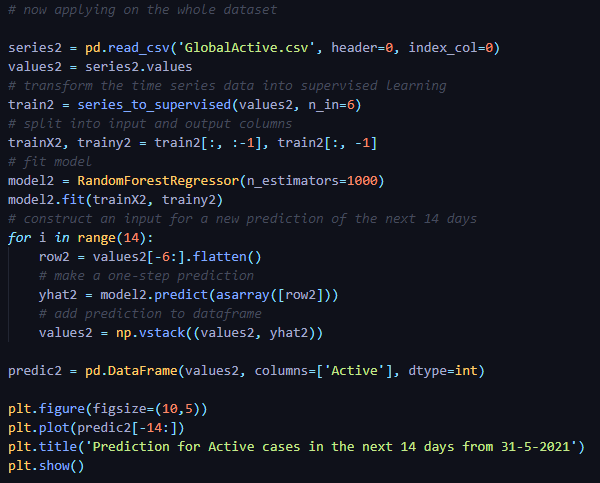 # now applying on the whole dataset

series2 = pd.read_csv('GlobalActive.csv', header=0, index_col=0)
values2 = series2.values
# transform the time series data into supervised learning
train2 = series_to_supervised(values2, n_in=6)
# split into input and output columns
trainX2, trainy2 = train2[:, :-1], train2[:, -1]
# fit model
model2 = RandomForestRegressor(n_estimators=1000)
model2.fit(trainX2, trainy2)
# construct an input for a new prediction of the next 14 days
for i in range(14):
    row2 = values2[-6:].flatten()
    # make a one-step prediction
    yhat2 = model2.predict(asarray([row2]))
    # add prediction to dataframe
    values2 = np.vstack((values2, yhat2))

predic2 = pd.DataFrame(values2, columns=['Active'], dtype=int)

plt.figure(figsize=(10,5))
plt.plot(predic2[-14:])
plt.title('Prediction for Active cases in the next 14 days from 31-5-2021')
plt.show()